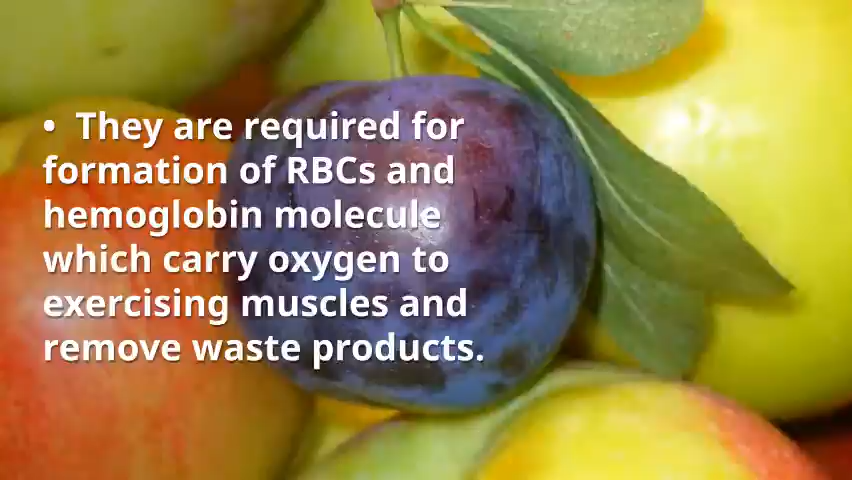 • They are required for
formation of RBCs and
hemoglobin molecule
which carry oxygen to
exercising muscles and
remove waste products.